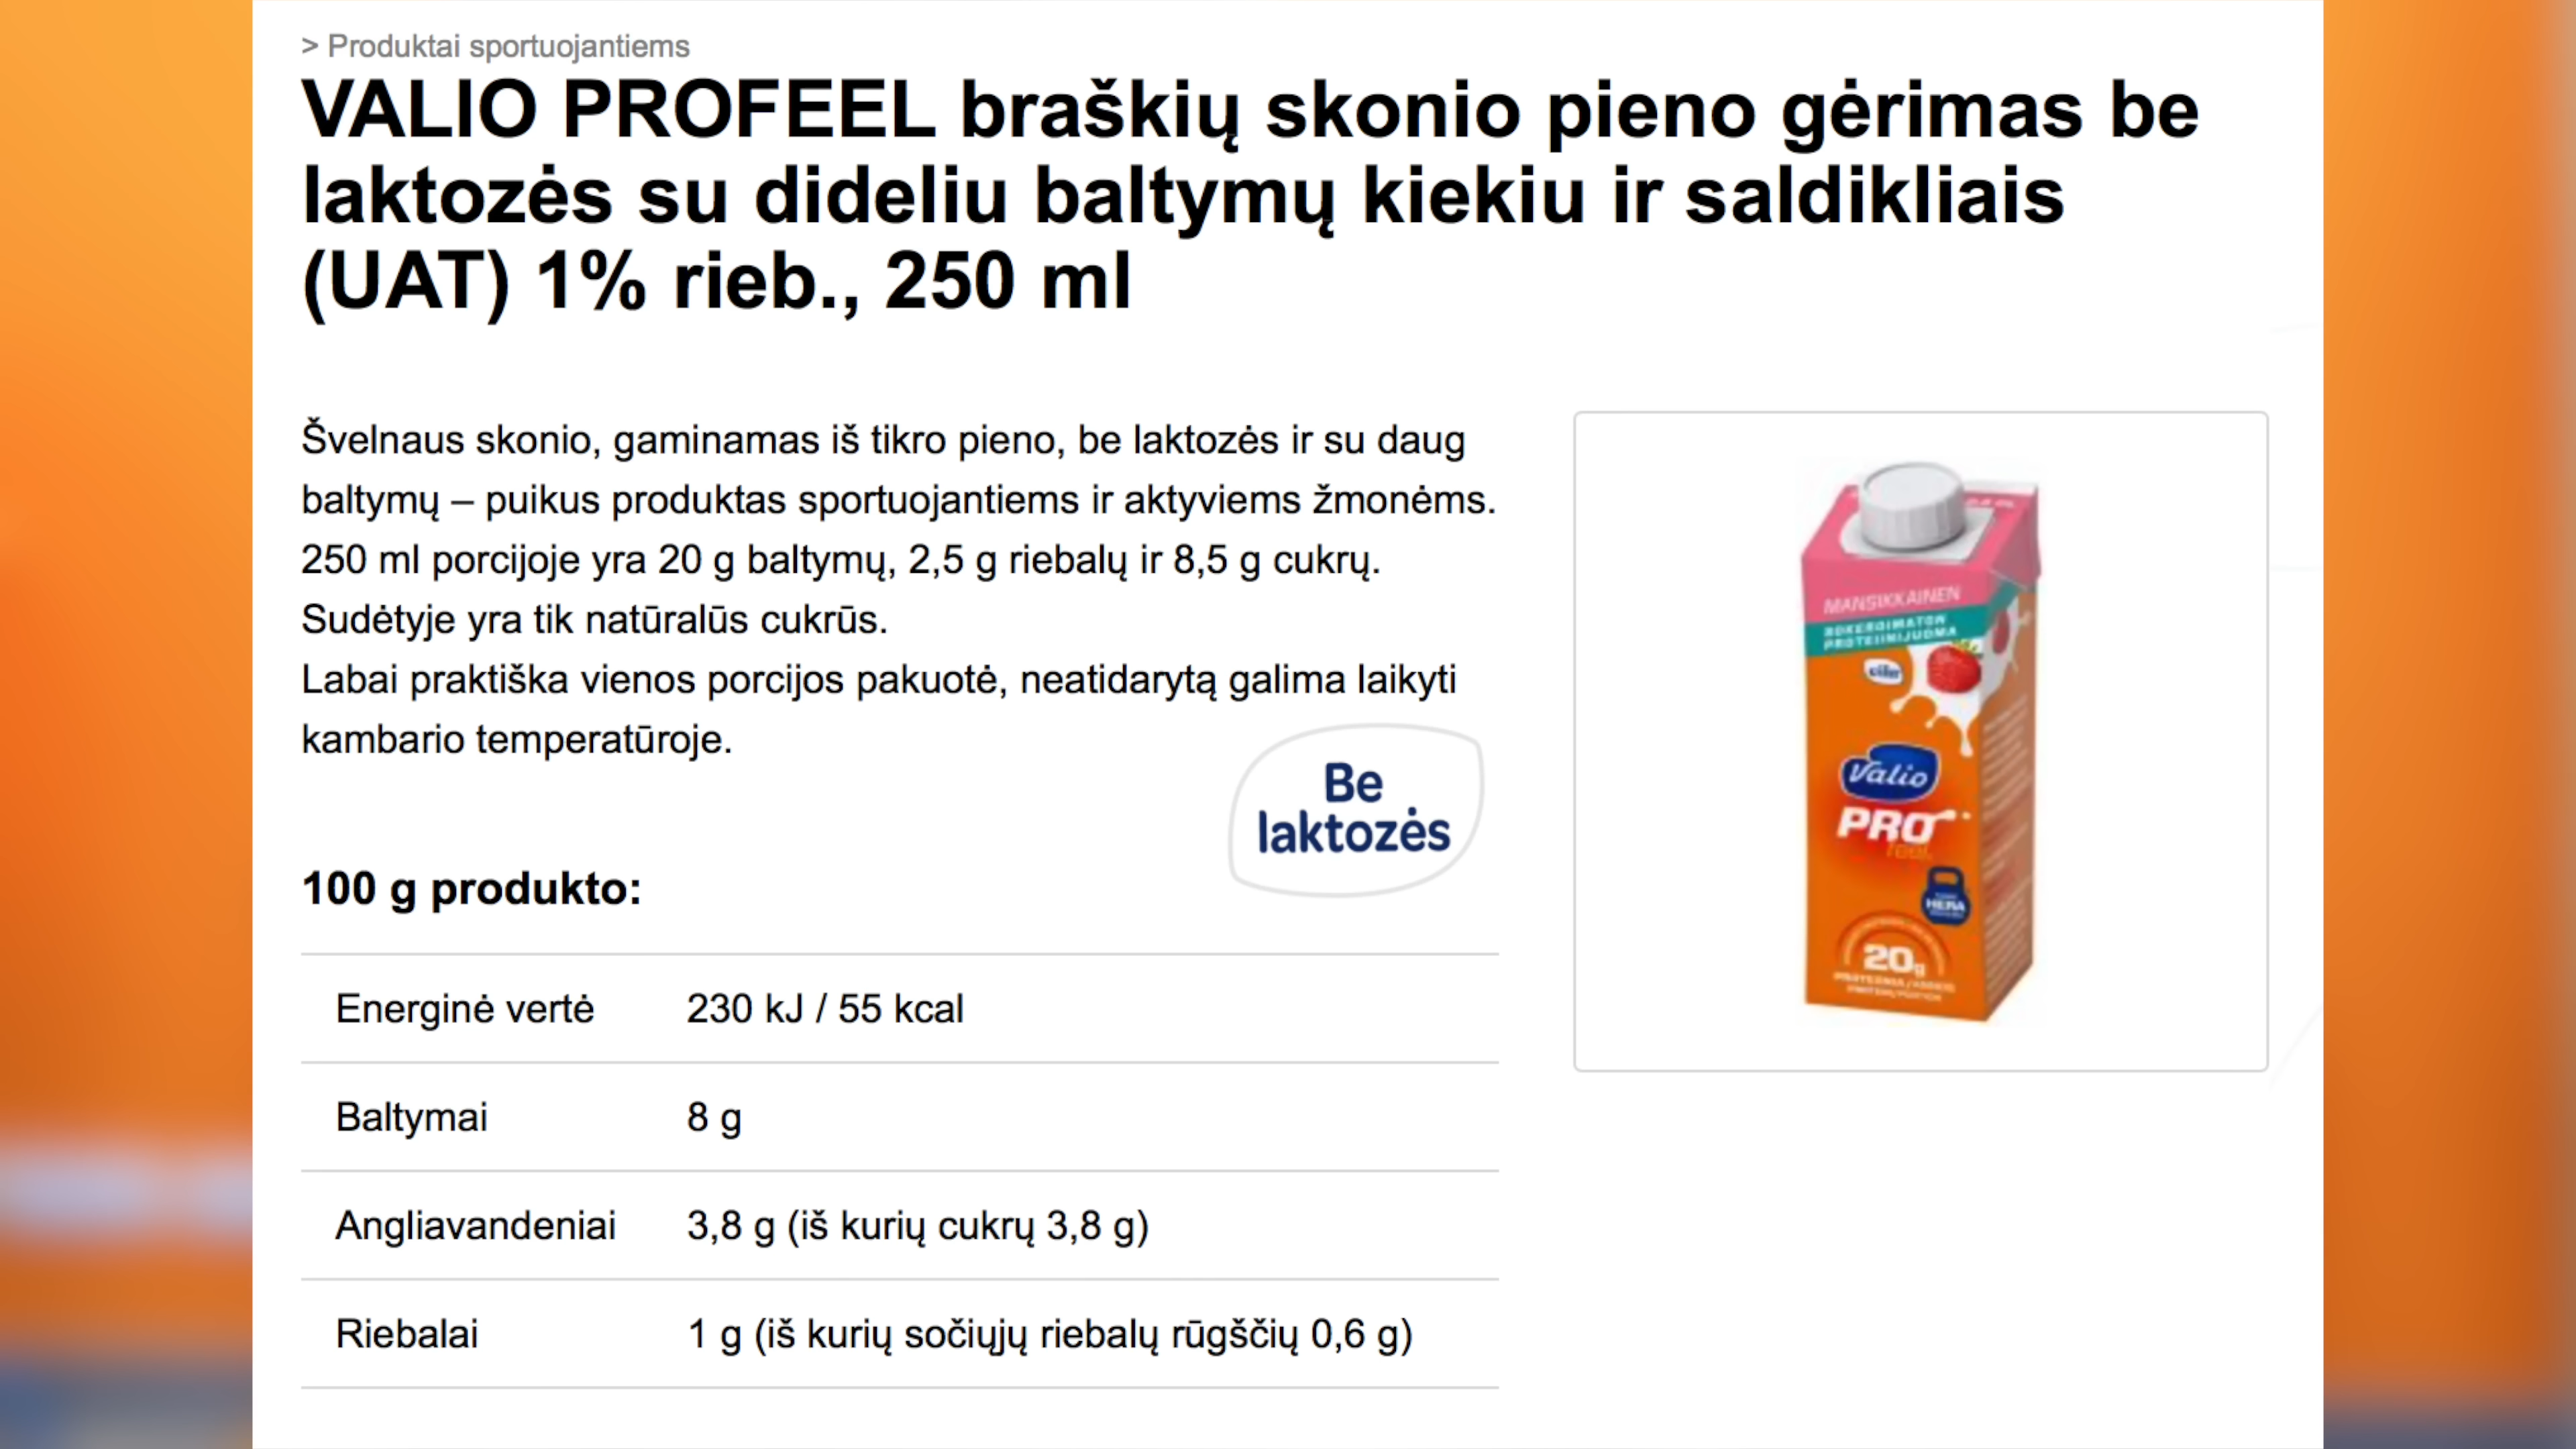 > Produktai sportuojantiems
VALIO PROFEEL braškių skonio pieno gėrimas be
laktozės su dideliu baltymų kiekiu ir saldikliais
(UAT) 1% rieb., 250 ml
Švelnaus skonio, gaminamas iš tikro pieno, be laktozės ir su daug
baltymų – puikus produktas sportuojantiems ir aktyviems žmonėms.
250 ml porcijoje yra 20 g baltymų, 2,5 g riebalų ir 8,5 g cukrų.
Sudėtyje yra tik natūralūs cukrūs.
Labai praktiška vienos porcijos pakuotė, neatidarytą galima laikyti
kambario temperatūroje.
Be
laktozės
100 g produkto:
Energinė vertė 230 kJ / 55 kcal
Baltymai 8 g
Angliavandeniai 3,8 g (iš kurių cukrų 3,8 g)
Riebalai 1 g (iš kurių sočiųjų riebalų rūgščių 0,6 g)
MANSIKKAINEN
PROTEIINIJUOMA
Valio
PRO
feel
HERA
20g